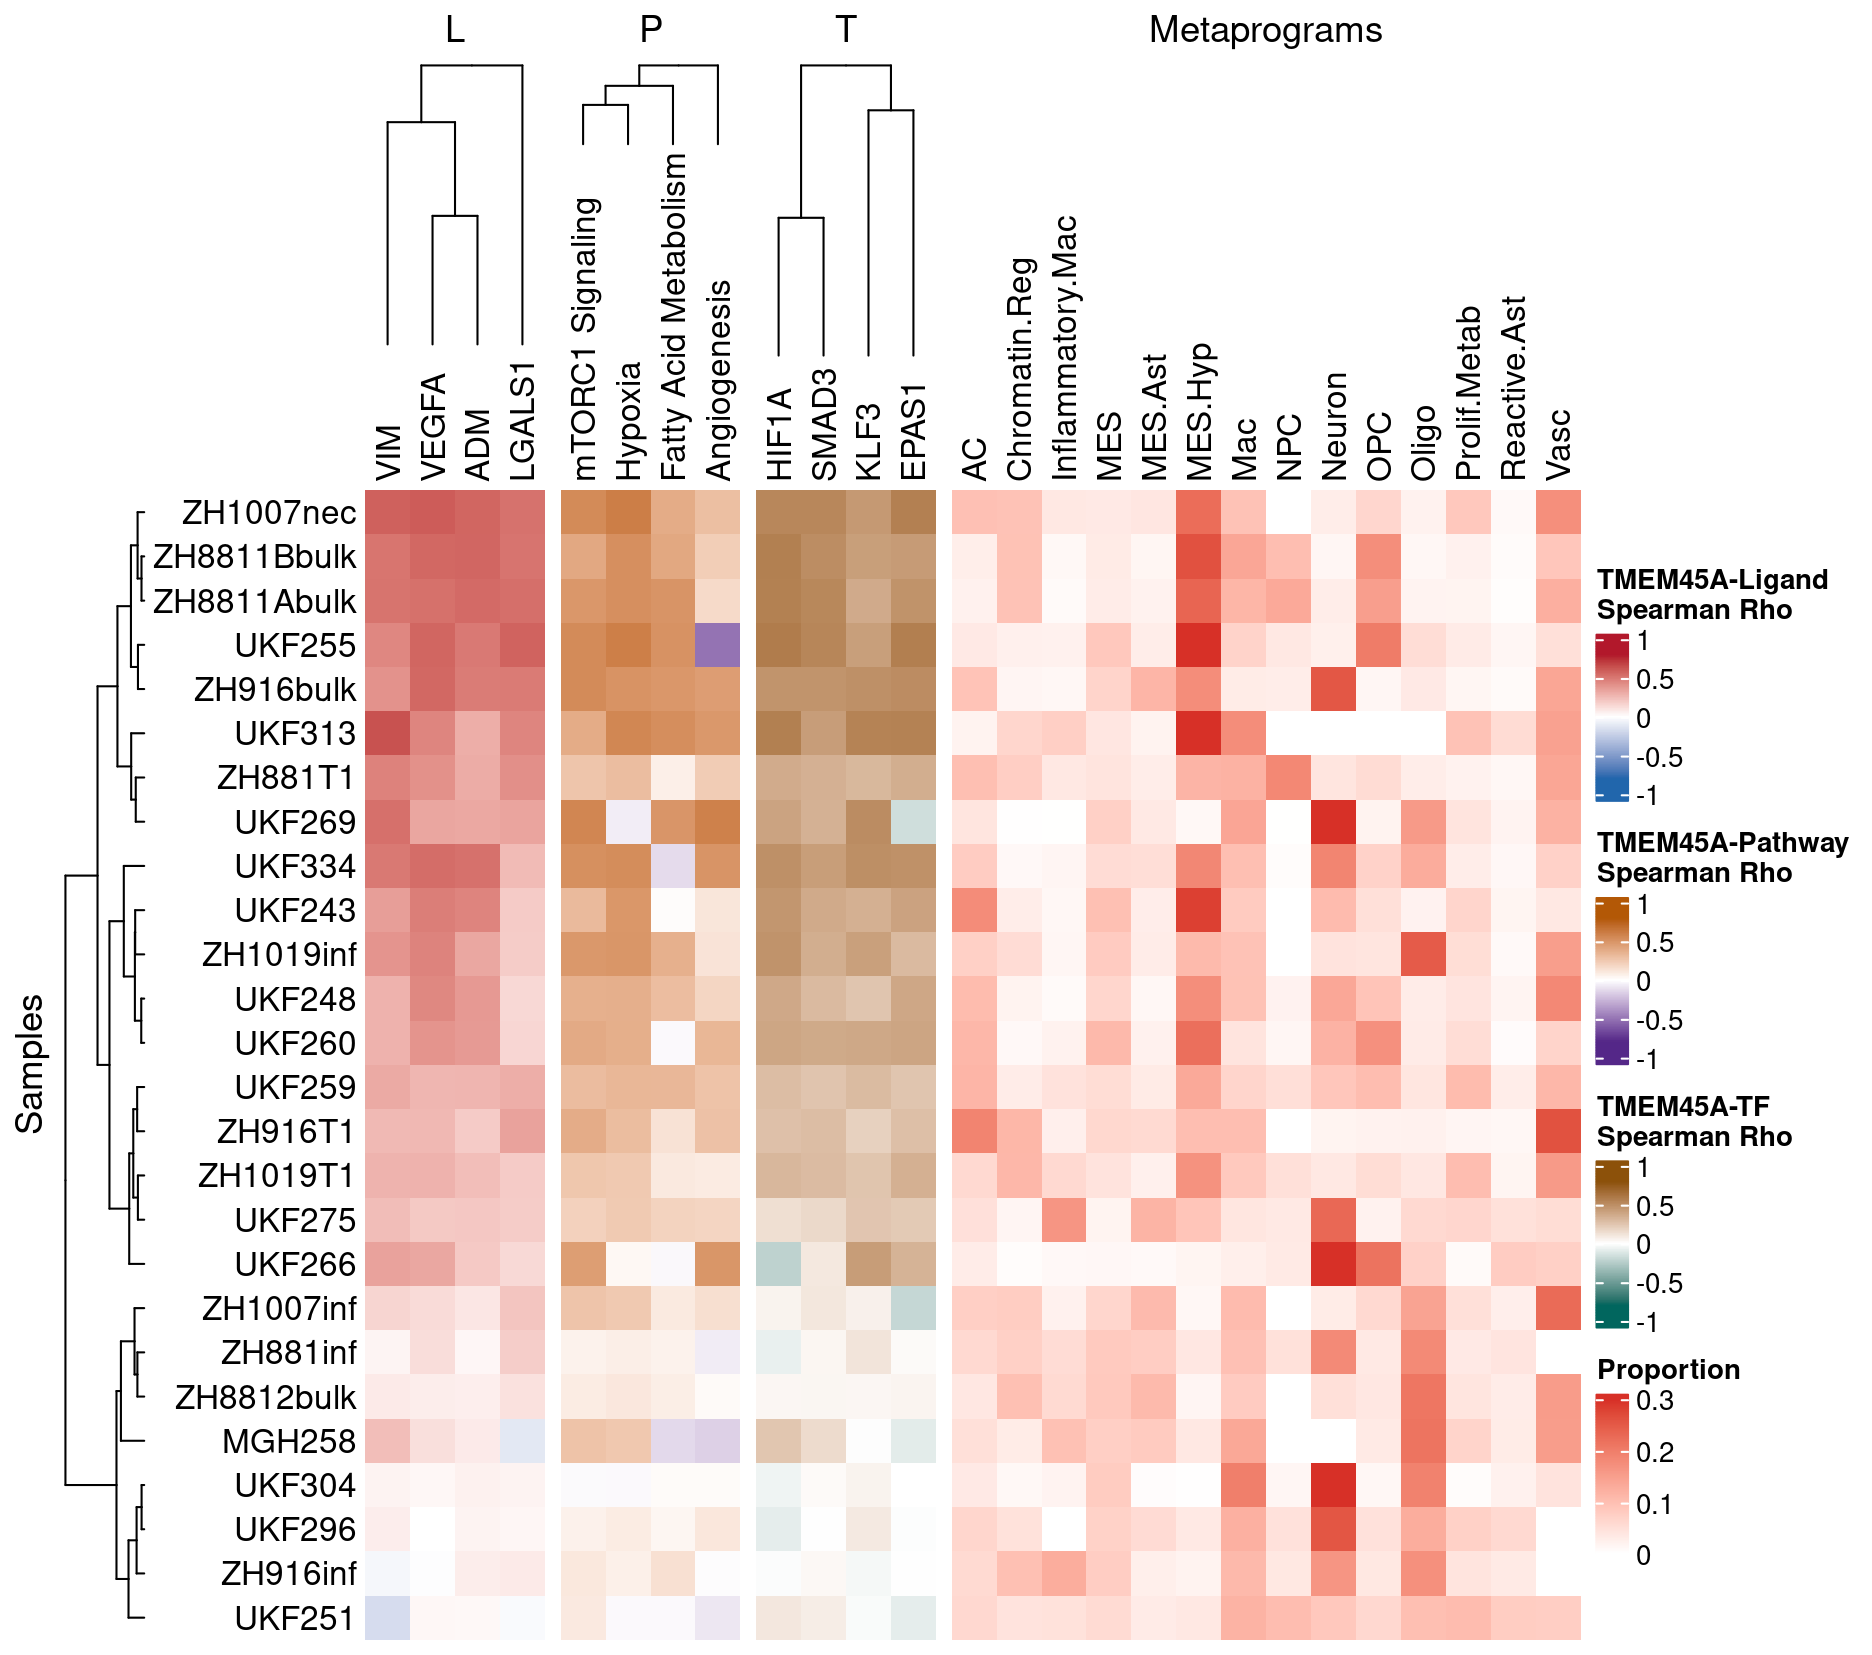 L
P
T
Metaprograms
VIM
VEGFA
ADM
LGALS1
mTORC1 Signaling
Hypoxia
Fatty Acid Metabolism
Angiogenesis
HIF1A
SMAD3
KLF3
EPAS1
AC
Chromatin.Reg
Inflammatory.Mac
MES
MES.Ast
MES.Hyp
Mac
NPC
Neuron
OPC
Oligo
Prolif.Metab
Reactive.Ast
Vasc
Samples
ZH1007nec
ZH8811Bbulk
ZH8811Abulk
UKF255
ZH916bulk
UKF313
ZH881T1
UKF269
UKF334
UKF243
ZH1019inf
UKF248
UKF260
UKF259
ZH916T1
ZH1019T1
UKF275
UKF266
ZH1007inf
ZH881inf
ZH8812bulk
MGH258
UKF304
UKF296
ZH916inf
UKF251
TMEM45A-Ligand
Spearman Rho
1
0.5
0
-0.5
-1
TMEM45A-Pathway
Spearman Rho
1
0.5
0
-0.5
-1
TMEM45A-TF
Spearman Rho
1
0.5
0
-0.5
-1
Proportion
0.3
0.2
0.1
0